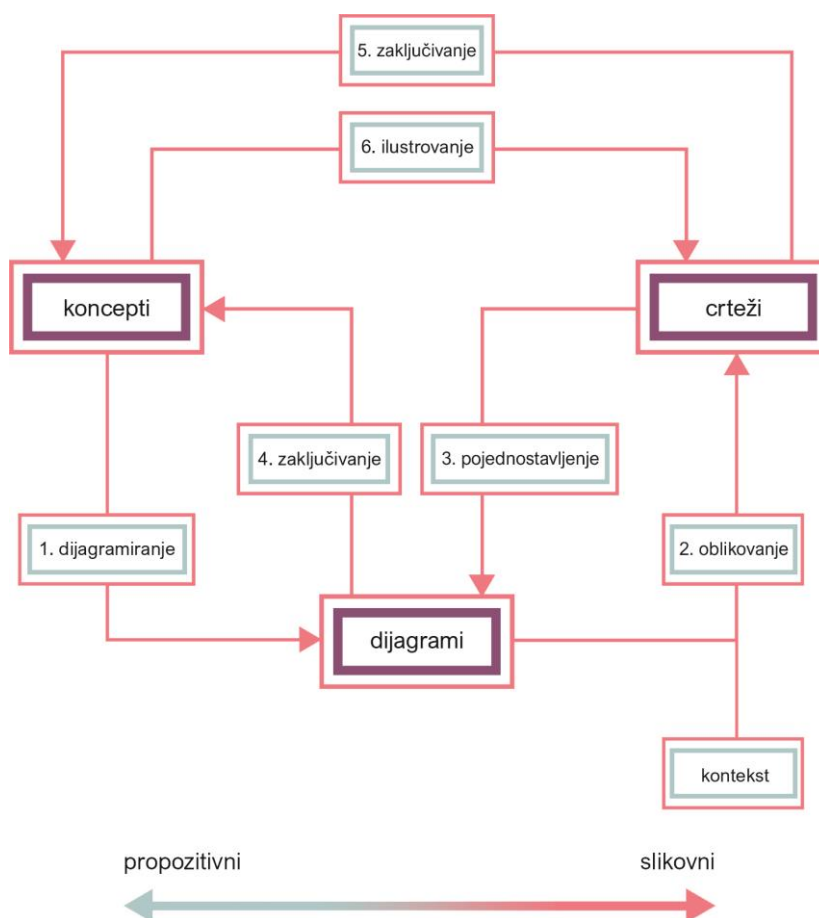 5. zaključivanje
6. ilustrovanje
koncepti
crteži
4. zaključivanje
3. pojednostavljenje
1. dijagramiranje
2. oblikovanje
dijagrami
kontekst
propozitivni
slikovni